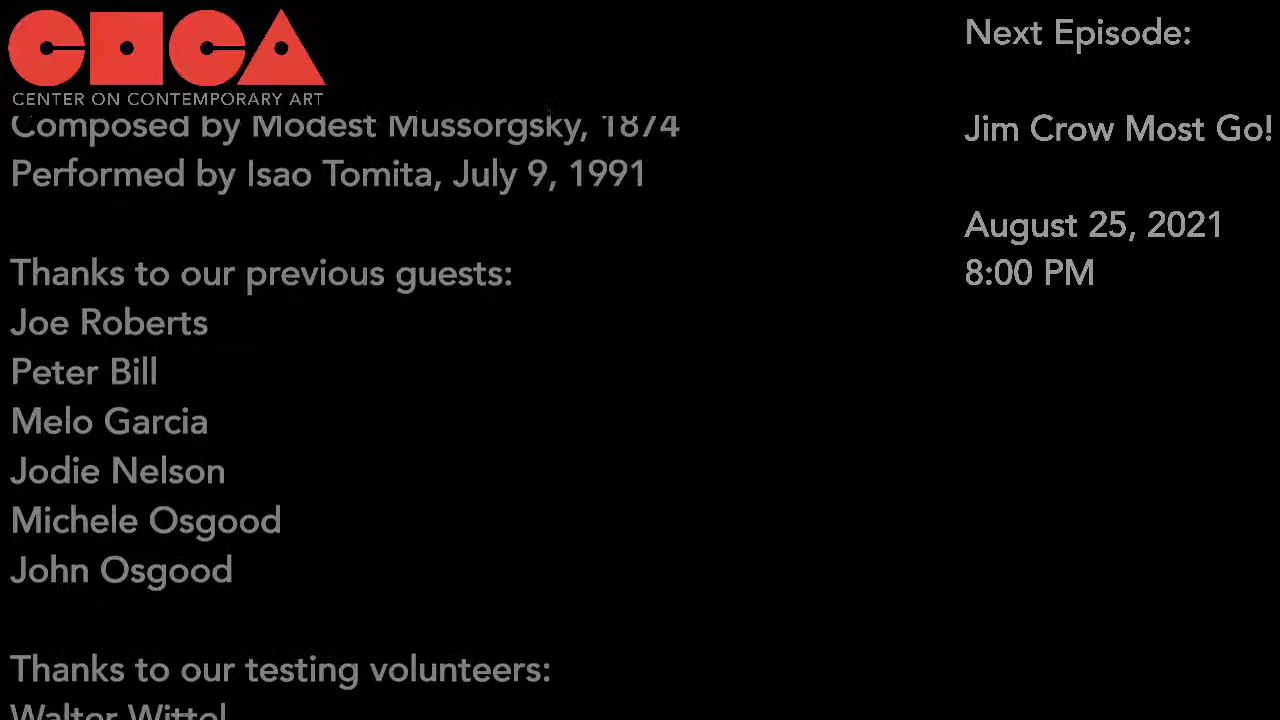 COCA
CENTER ON CONTEMPORARY ART
Composed by Modest Mussorgsky, 1874
Performed by Isao Tomita, July 9, 1991
Thanks to our previous guests:
Joe Roberts
Peter Bill
Melo Garcia
Jodie Nelson
Michele Osgood
John Osgood
Thanks to our testing volunteers:
Walter Wittel
Next Episode:
Jim Crow Most Go!
August 25, 2021
8:00 PM